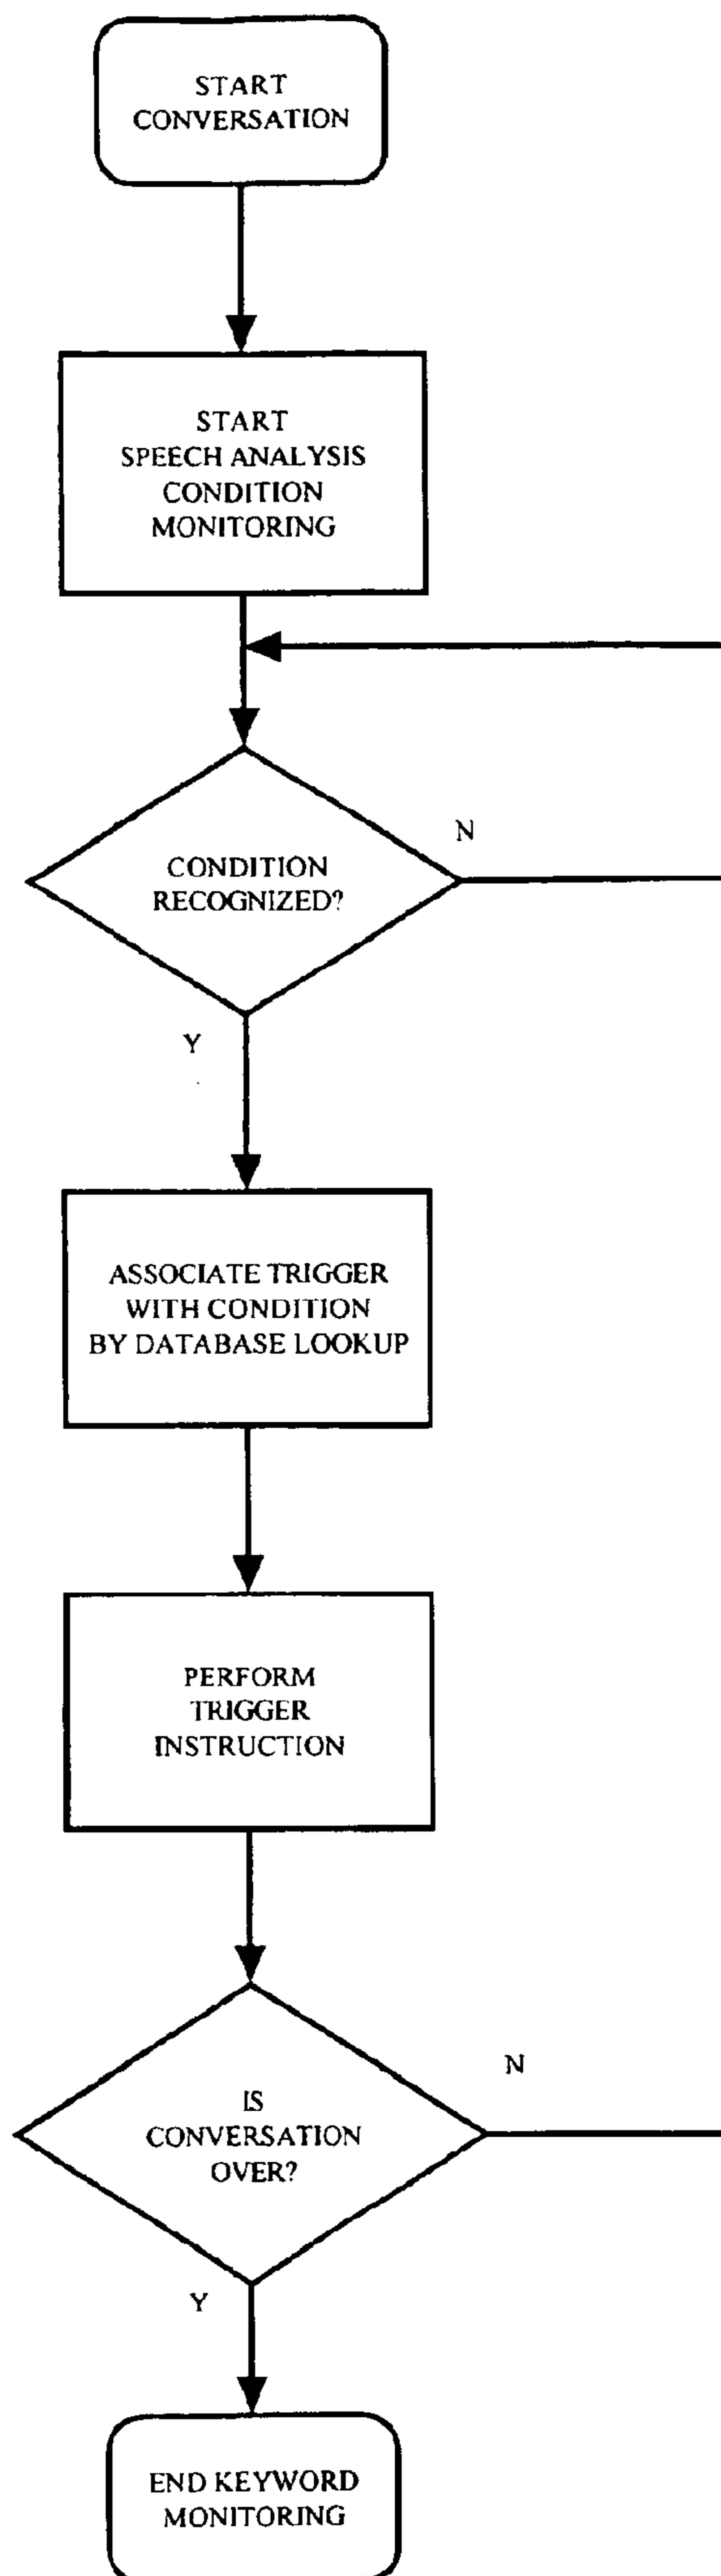 START
CONVERSATION
START
SPEECH ANALYSIS
CONDITION
MONITORING
N
CONDITION
RECOGNIZED?
Y
ASSOCIATE TRIGGER
WITH CONDITION
BY DATABASE LOOKUP
PERFORM
TRIGGER
INSTRUCTION
N
IS
CONVERSATION
OVER?
Y
END KEYWORD
MONITORING